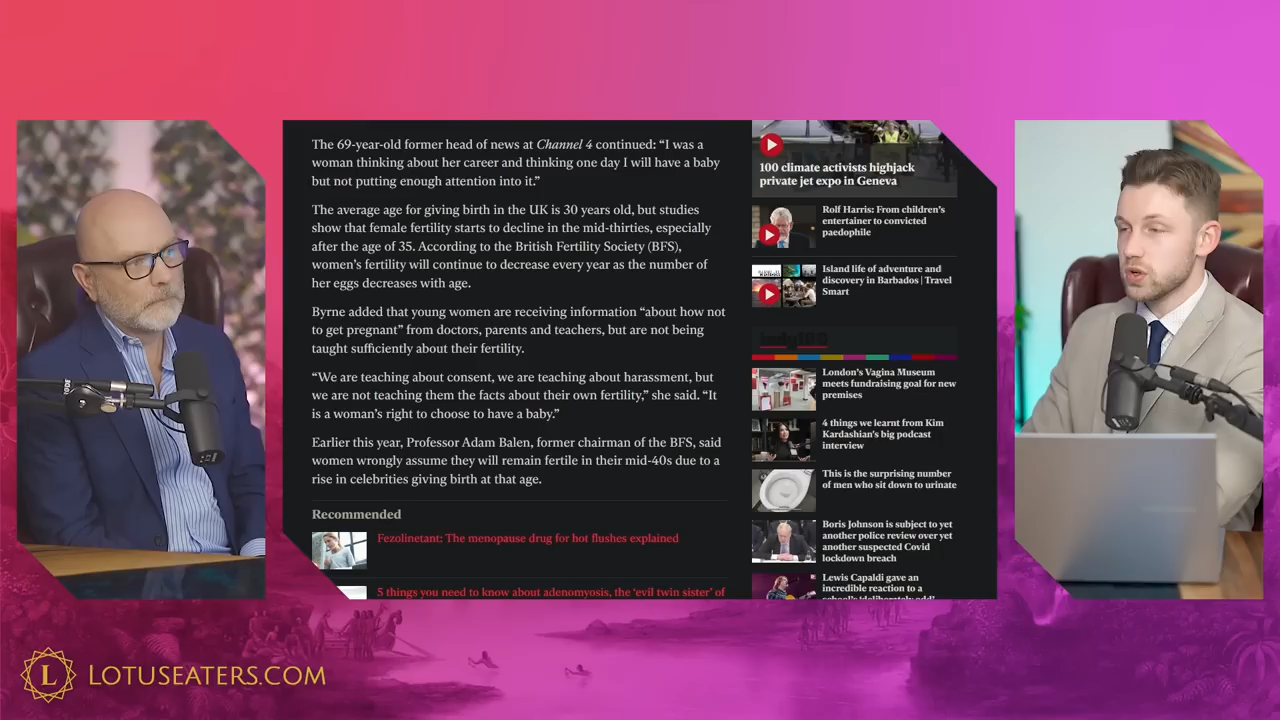 The 69-year-old former head of news at Channel 4 continued: “I was a
woman thinking about her career and thinking one day I will have a baby
but not putting enough attention into it.”
The average age for giving birth in the UK is 30 years old, but studies
show that female fertility starts to decline in the mid-thirties, especially
after the age of 35. According to the British Fertility Society (BFS),
women’s fertility will continue to decrease every year as the number of
her eggs decreases with age.
Byrne added that young women are receiving information “about how not
to get pregnant” from doctors, parents and teachers, but are not being
taught sufficiently about their fertility.
“We are teaching about consent, we are teaching about harassment, but
we are not teaching them the facts about their own fertility,” she said. “It
is a woman’s right to choose to have a baby.”
Earlier this year, Professor Adam Balen, former chairman of the BFS, said
women wrongly assume they will remain fertile in their mid-40s due to a
rise in celebrities giving birth at that age.
Recommended
Fezolinetant: The menopause drug for hot flushes explained
5 things you need to know about adenomyosis, the ‘evil twin sister’ of
100 climate activists highjack
private jet expo in Geneva
Rolf Harris: From children’s
entertainer to convicted
paedophile
Island life of adventure and
discovery in Barbados | Travel
Smart
London’s Vagina Museum
meets fundraising goal for new
premises
4 things we learnt from Kim
Kardashian’s big podcast
interview
This is the surprising number
of men who sit down to urinate
Boris Johnson is subject to yet
another police review over yet
another suspected Covid
lockdown breach
Lewis Capaldi gave an
incredible reaction to a
school’s ‘deliberately odd’
L LOTUSEATERS.COM